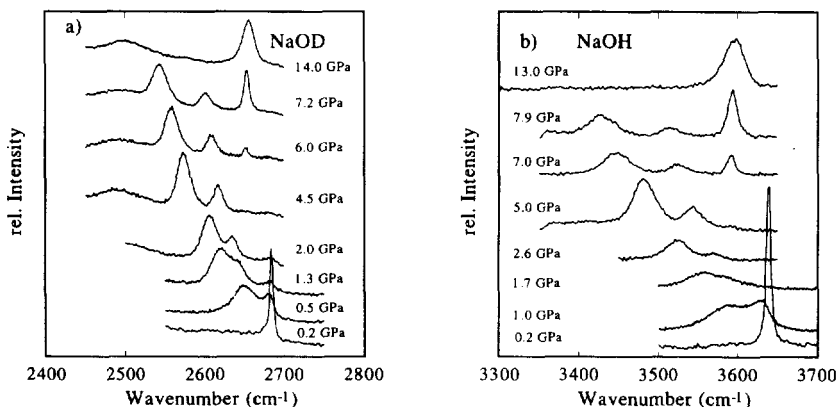 a)
NaOD
14.0 GPa
7.2 GPa
6.0 GPa
4.5 GPa
2.0 GPa
1.3 GPa
0.5 GPa
0.2 GPa
rel. Intensity
2400 2500 2600 2700 2800
Wavenumber (cm⁻¹)
b) NaOH
13.0 GPa
7.9 GPa
7.0 GPa
5.0 GPa
2.6 GPa
1.7 GPa
1.0 GPa
0.2 GPa
rel. Intensity
3300 3400 3500 3600 3700
Wavenumber (cm⁻¹)